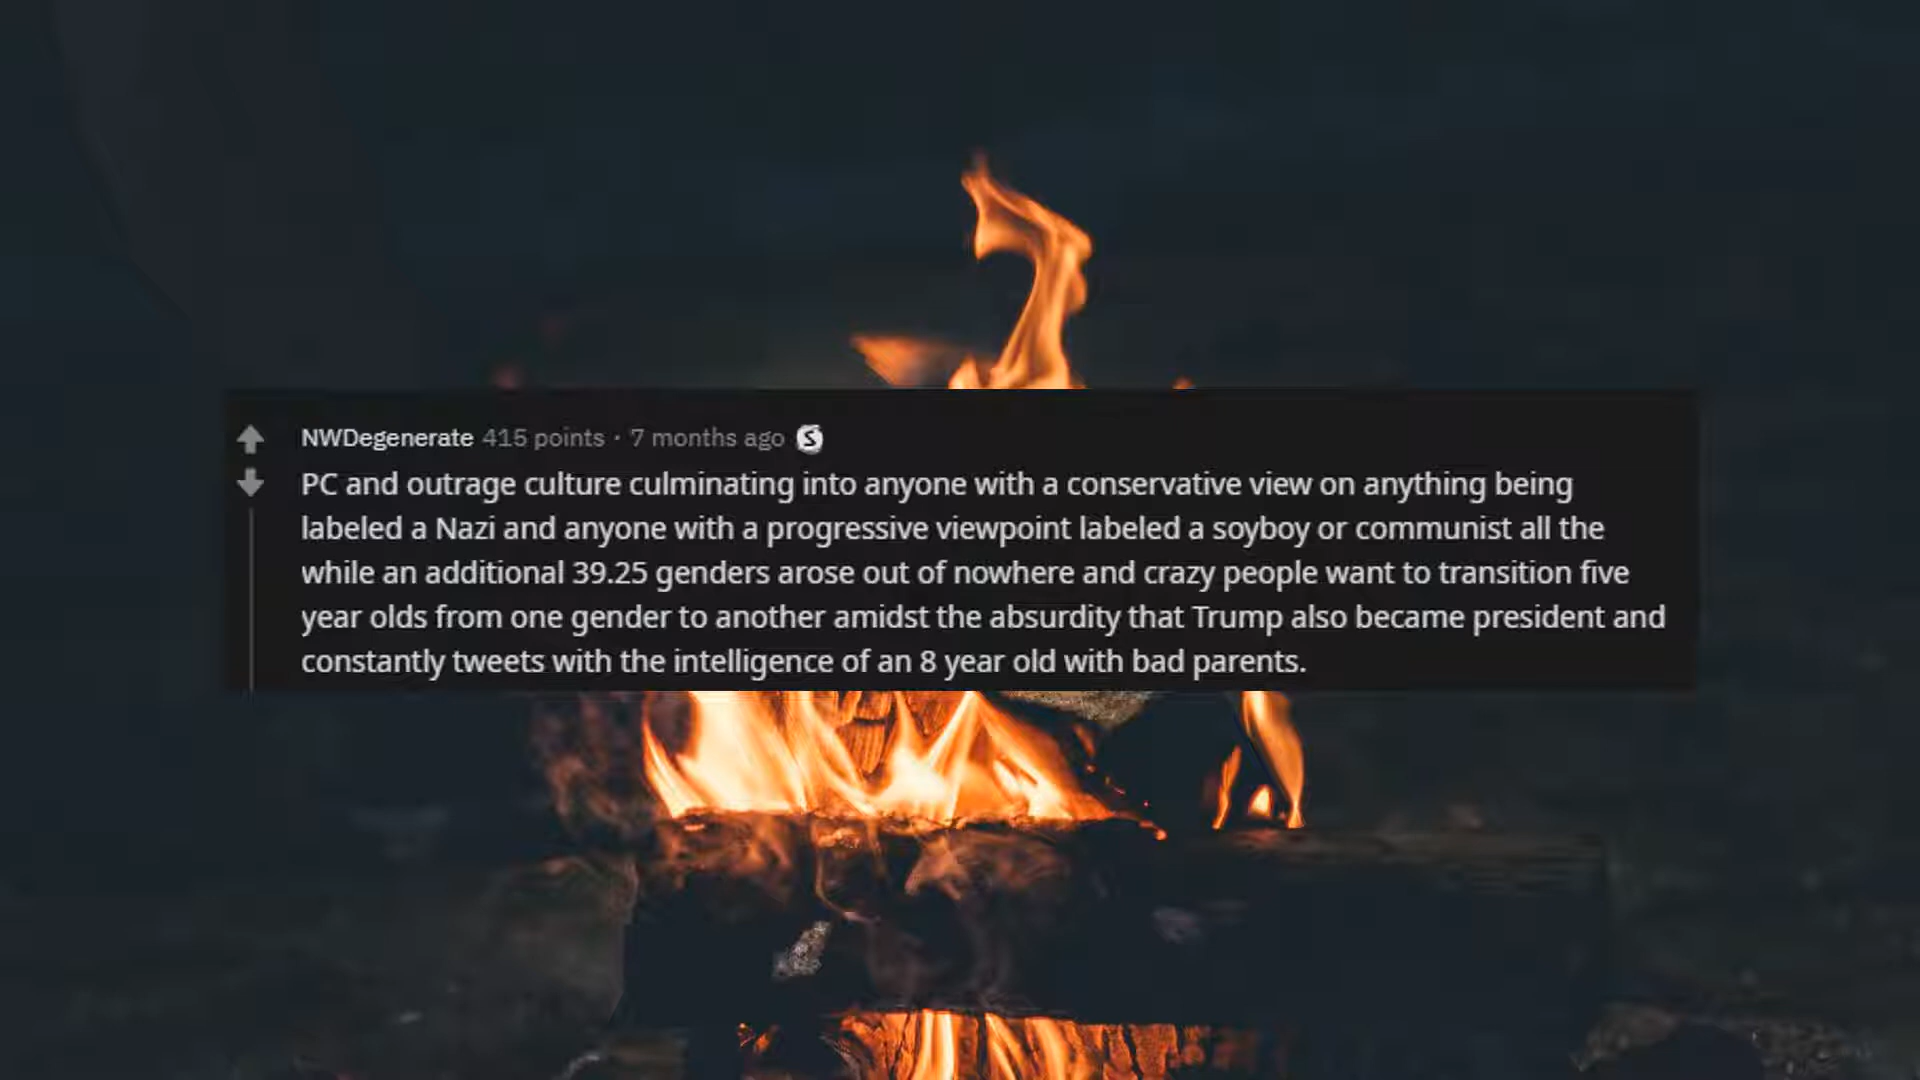 NWDegenerate 415 points · 7 months ago S
PC and outrage culture culminating into anyone with a conservative view on anything being
labeled a Nazi and anyone with a progressive viewpoint labeled a soyboy or communist all the
while an additional 39.25 genders arose out of nowhere and crazy people want to transition five
year olds from one gender to another amidst the absurdity that Trump also became president and
constantly tweets with the intelligence of an 8 year old with bad parents.